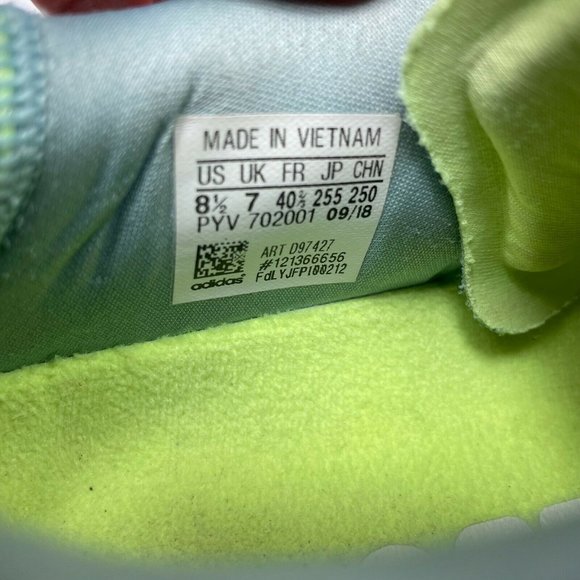 MADE IN VIETNAM
US UK FR JP CHN
8½ 7 40⅔ 255 250
PYV 702001 09/18
ART D97427
#121366656
FdLYJFPI00212
adidas